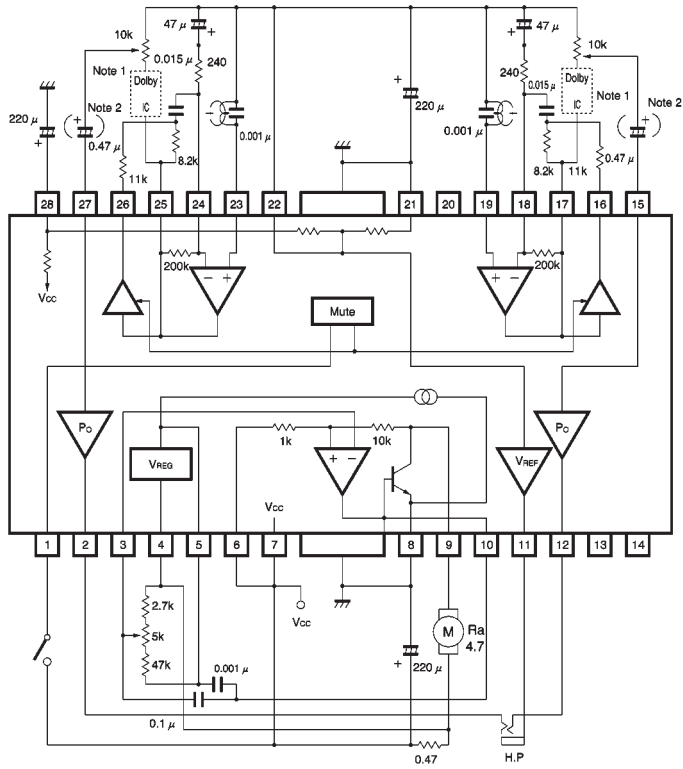 47 μ
+
47 μ
+
10k
0.015 μ
Note 1
Dolby
IC
240
Note 2
220 μ
+
+
0.47 μ
8.2k
11k
0.001 μ
+
220 μ
0.001 μ
240
0.015 μ
10k
Dolby
IC
Note 1
Note 2
+
0.47 μ
8.2k
11k
28
27
26
25
24
23
22
21
20
19
18
17
16
15
200k
− +
+ −
200k
Vcc
Mute
Po
1k
10k
+ −
VREG
VREF
Po
Vcc
1
2
3
4
5
6
7
8
9
10
11
12
13
14
2.7k
5k
47k
Vcc
0.001 μ
0.1 μ
+
220 μ
M
Ra
4.7
0.47
H.P